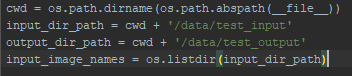 cwd = os.path.dirname(os.path.abspath(__file__))
input_dir_path = cwd + '/data/test_input'
output_dir_path = cwd + '/data/test_output'
input_image_names = os.listdir(input_dir_path)